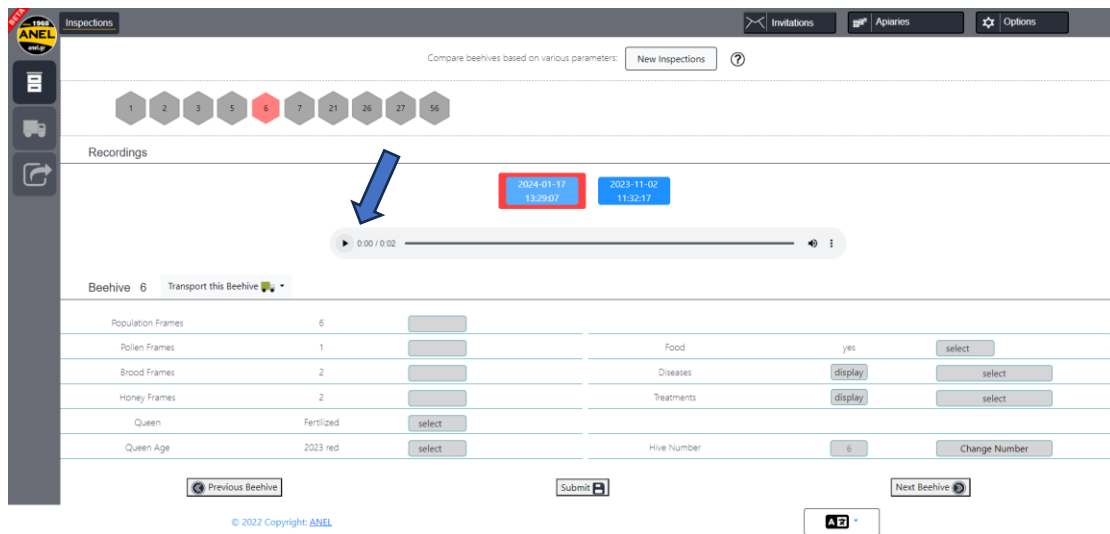 BETA
1968
ANEL
anel.gr
Inspections
Invitations
Apiaries
Options
Compare beehives based on various parameters: New Inspections ?
1 2 3 5 6 7 21 26 27 56
Recordings
2024-01-17
13:29:07
2023-11-02
11:32:17
0:00 / 0:02
Beehive 6 Transport this Beehive
Population Frames 6
Pollen Frames 1
Food yes select
Brood Frames 2
Diseases display select
Honey Frames 2
Treatments display select
Queen Fertilized select
Queen Age 2023 red select
Hive Number 6 Change Number
Previous Beehive
Submit
Next Beehive
© 2022 Copyright: ANEL
A